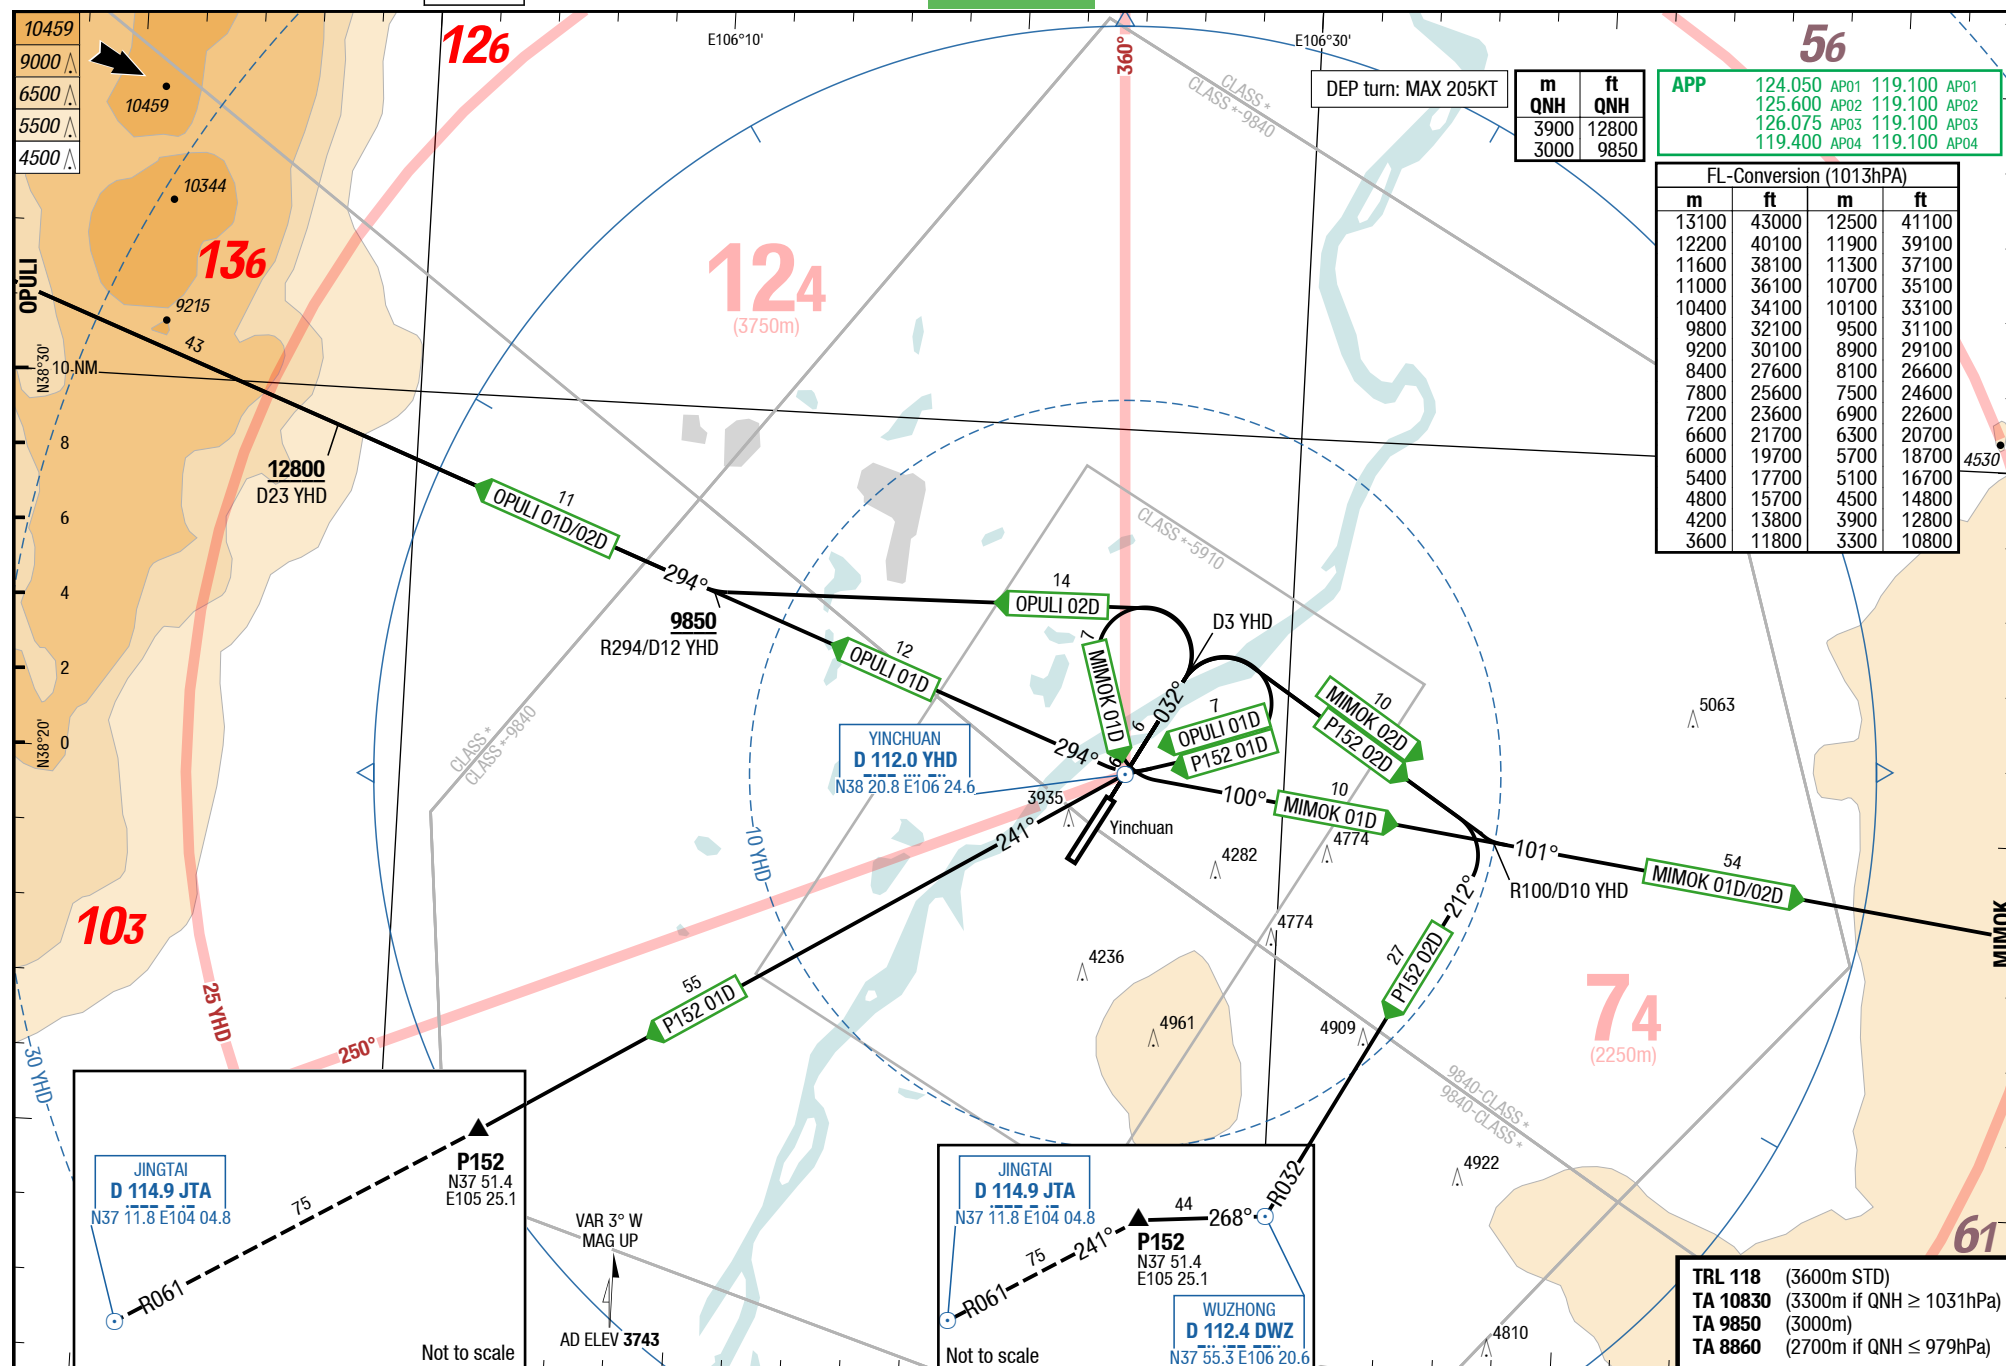 10459
9000
6500
5500
4500
10459
10344
9215
126
136
124
(3750m)
103
56
74
(2250m)
61
E106°10'
E106°30'
N38°30'
N38°20'
10 NM
8
6
4
2
0
360°
CLASS *
CLASS *-9840
DEP turn: MAX 205KT
m ft
QNH QNH
3900 12800
3000 9850
APP 124.050 AP01 119.100 AP01
125.600 AP02 119.100 AP02
126.075 AP03 119.100 AP03
119.400 AP04 119.100 AP04
FL-Conversion (1013hPA)
m ft m ft
13100 43000 12500 41100
12200 40100 11900 39100
11600 38100 11300 37100
11000 36100 10700 35100
10400 34100 10100 33100
9800 32100 9500 31100
9200 30100 8900 29100
8400 27600 8100 26600
7800 25600 7500 24600
7200 23600 6900 22600
6600 21700 6300 20700
6000 19700 5700 18700
5400 17700 5100 16700
4800 15700 4500 14800
4200 13800 3900 12800
3600 11800 3300 10800
4530
OPULI
43
12800
D23 YHD
11
OPULI 01D/02D
294°
9850
R294/D12 YHD
14
OPULI 02D
12
OPULI 01D
294°
CLASS *-5910
CLASS *
CLASS *-9840
7
MIMOK 01D
D3 YHD
032°
6
6
7
OPULI 01D
P152 01D
10
MIMOK 02D
P152 02D
YINCHUAN
D 112.0 YHD
N38 20.8 E106 24.6
100°
10
MIMOK 01D
101°
54
MIMOK 01D/02D
R100/D10 YHD
MIMOK
Yinchuan
3935
4282
4774
4774
4236
4961
4909
5063
4922
4810
241°
10 YHD
55
P152 01D
212°
27
P152 02D
25 YHD
250°
30 YHD
9840-CLASS *
9840-CLASS *
JINGTAI
D 114.9 JTA
N37 11.8 E104 04.8
75
R061
P152
N37 51.4
E105 25.1
Not to scale
VAR 3° W
MAG UP
AD ELEV 3743
JINGTAI
D 114.9 JTA
N37 11.8 E104 04.8
R061
75
241°
P152
N37 51.4
E105 25.1
44
268°
R032
WUZHONG
D 112.4 DWZ
N37 55.3 E106 20.6
Not to scale
TRL 118 (3600m STD)
TA 10830 (3300m if QNH ≥ 1031hPa)
TA 9850 (3000m)
TA 8860 (2700m if QNH ≤ 979hPa)